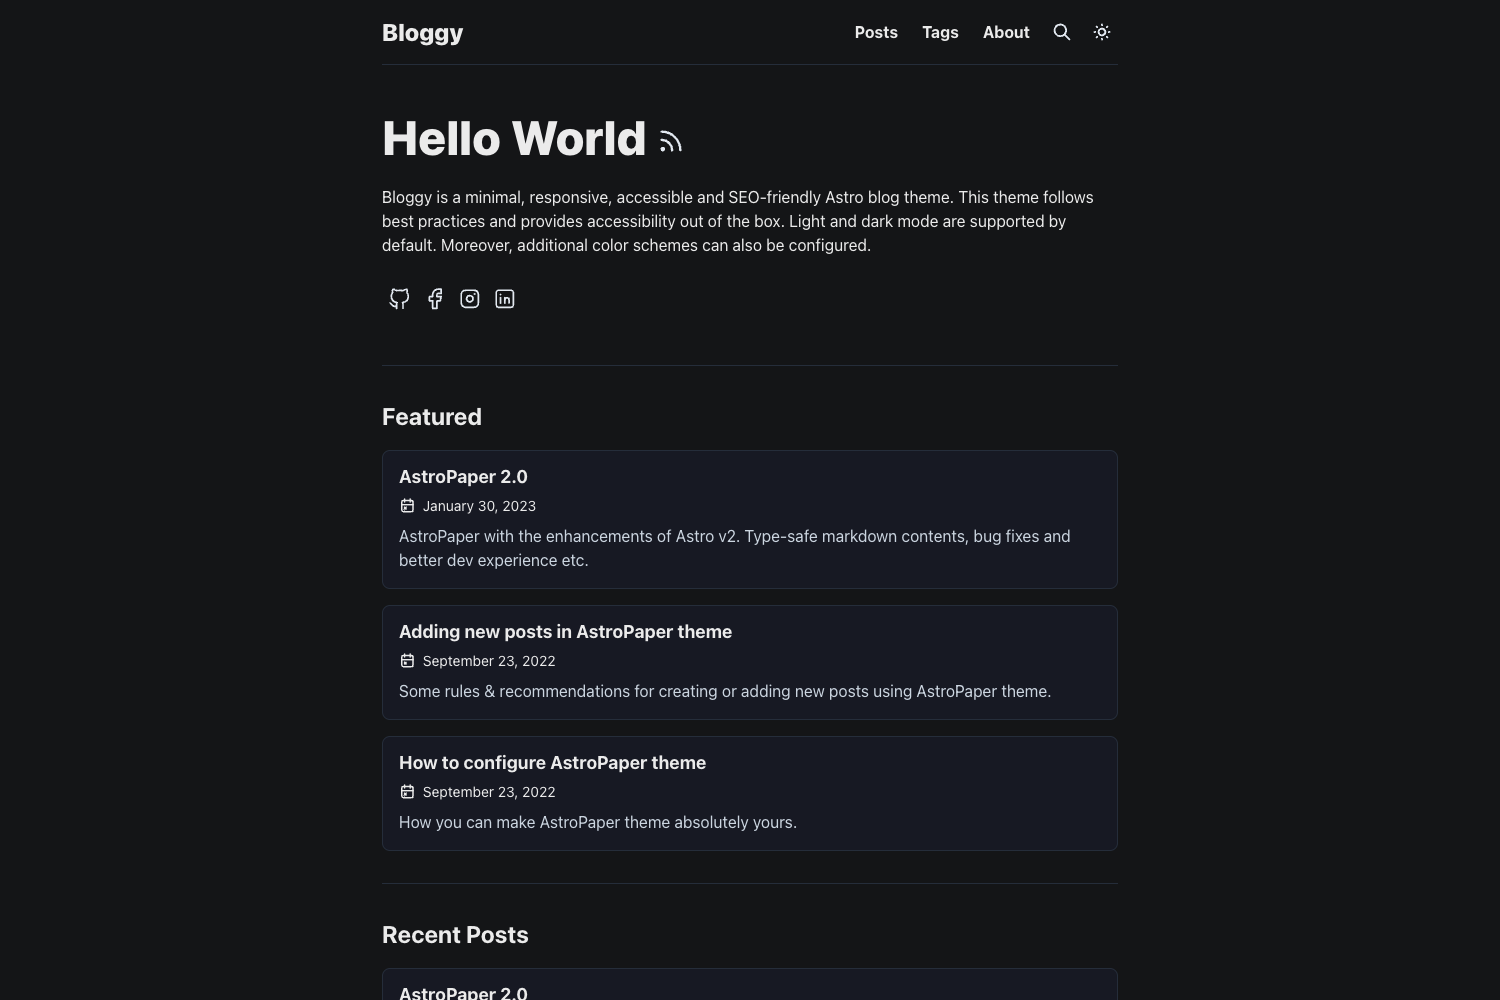 Bloggy
Posts
Tags
About
Hello World
Bloggy is a minimal, responsive, accessible and SEO-friendly Astro blog theme. This theme follows
best practices and provides accessibility out of the box. Light and dark mode are supported by
default. Moreover, additional color schemes can also be configured.
Featured
AstroPaper 2.0
January 30, 2023
AstroPaper with the enhancements of Astro v2. Type-safe markdown contents, bug fixes and
better dev experience etc.
Adding new posts in AstroPaper theme
September 23, 2022
Some rules & recommendations for creating or adding new posts using AstroPaper theme.
How to configure AstroPaper theme
September 23, 2022
How you can make AstroPaper theme absolutely yours.
Recent Posts
AstroPaper 2.0